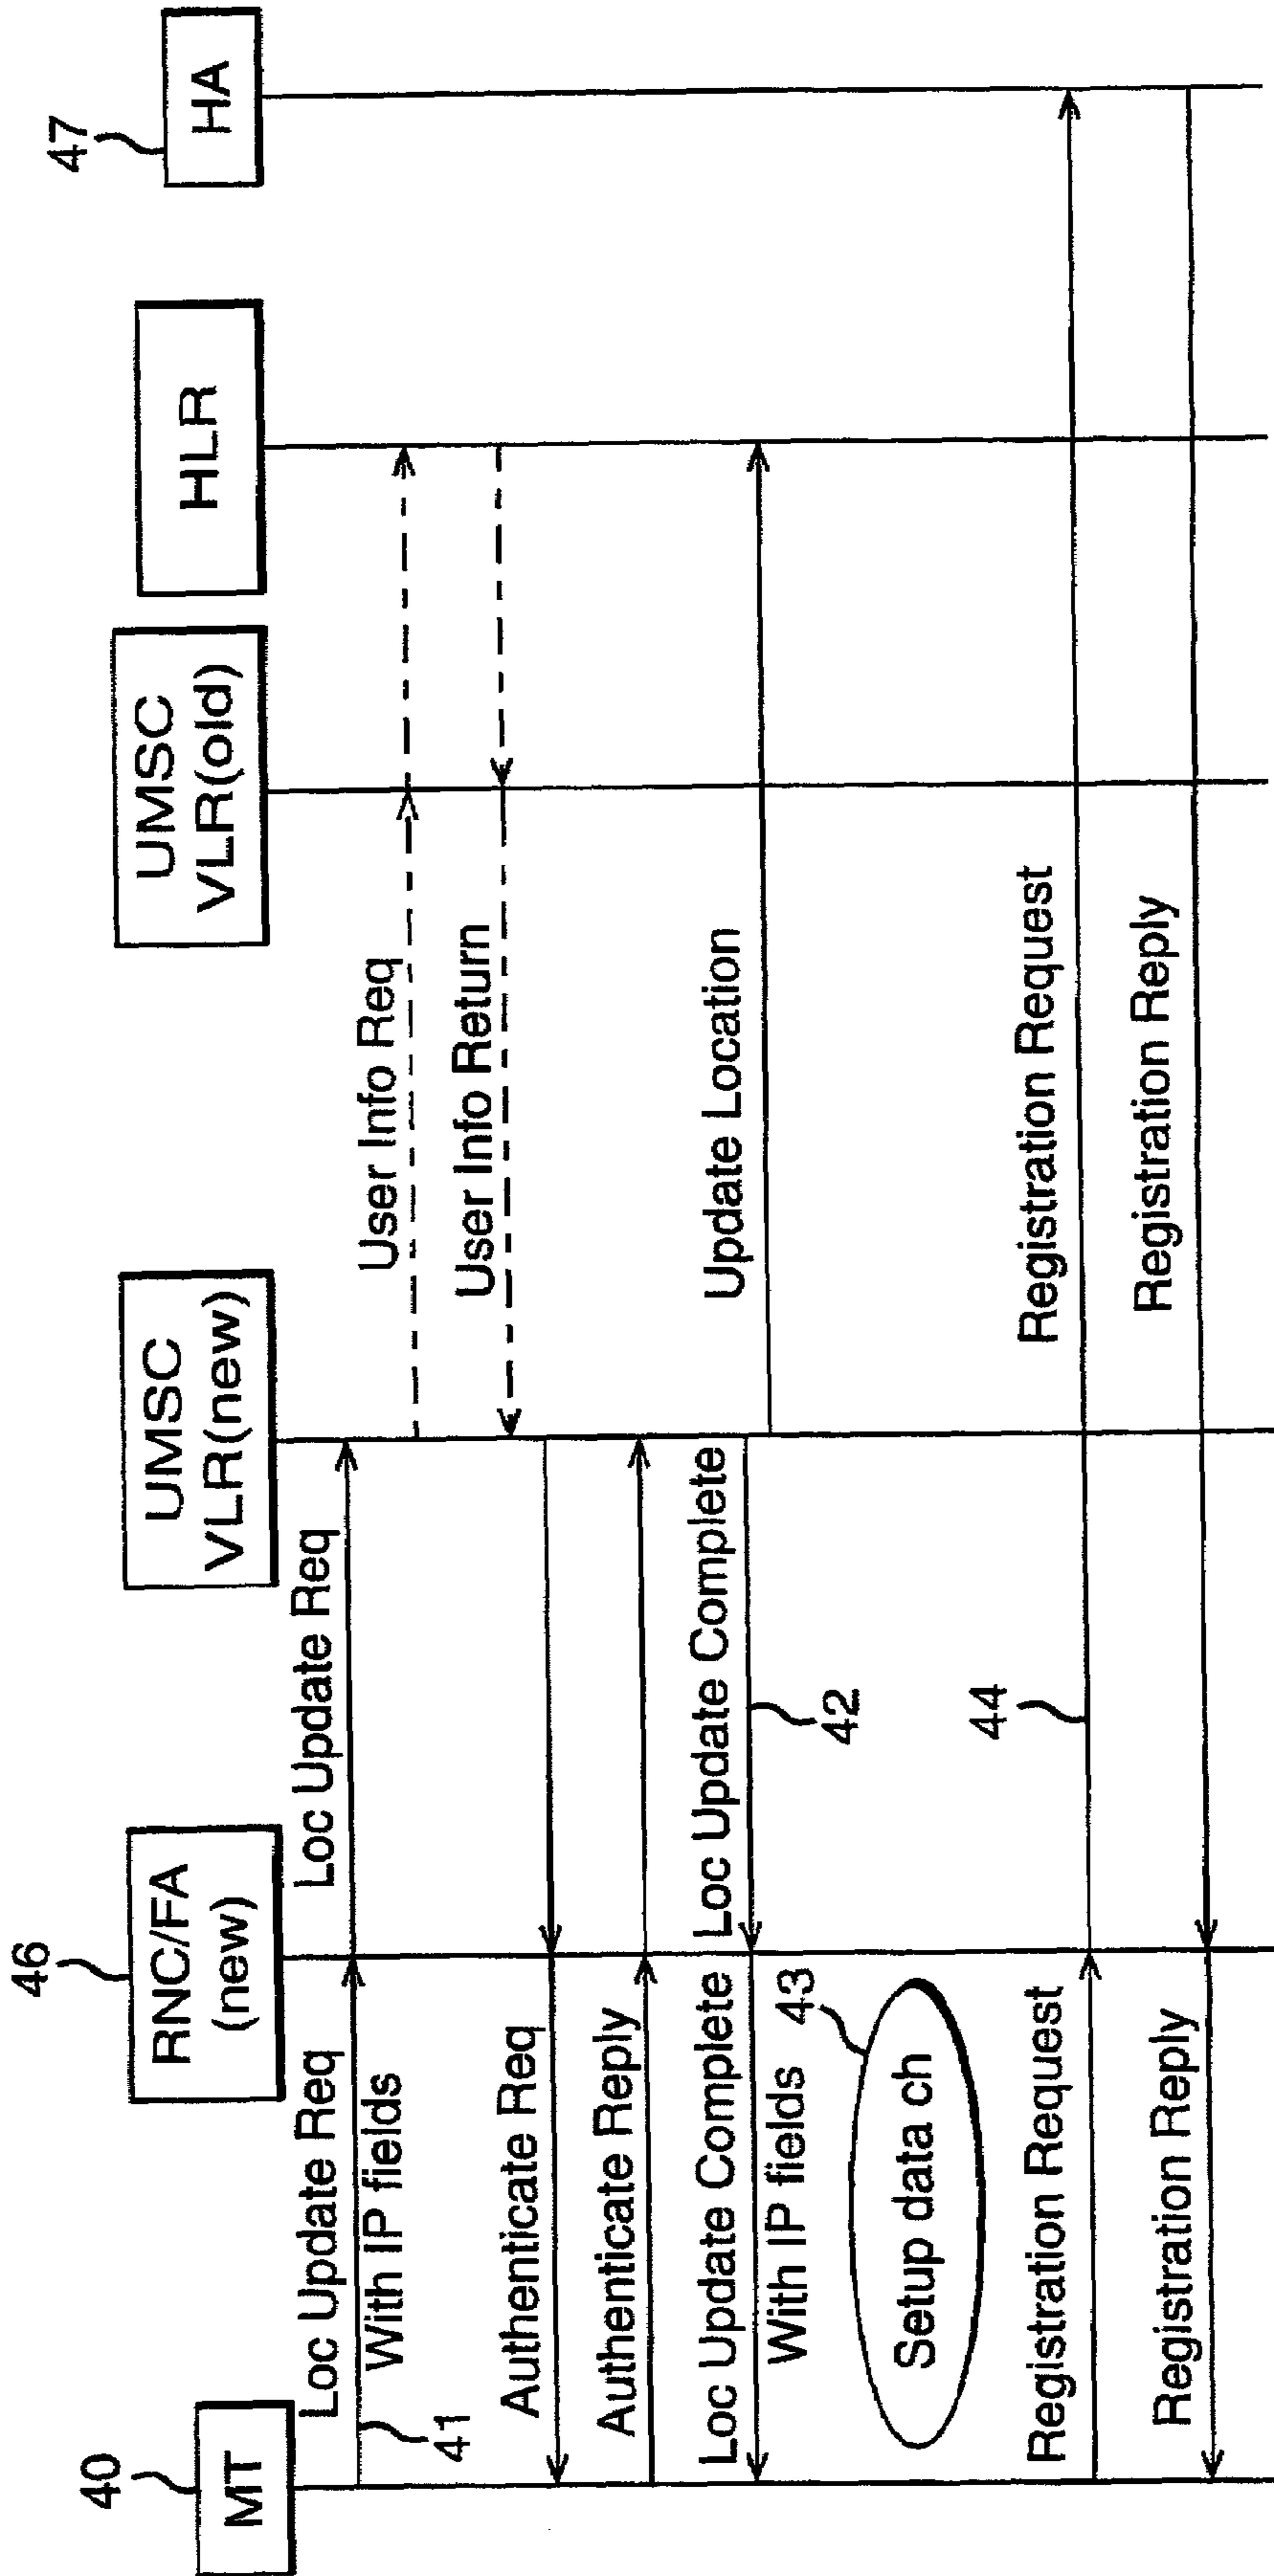 40
MT
46
RNC/FA
(new)
UMSC
VLR(new)
UMSC
VLR(old)
HLR
47
HA
Loc Update Req
With IP fields
41
Loc Update Req
User Info Req
User Info Return
Authenticate Req
Authenticate Reply
Loc Update Complete
With IP fields
Loc Update Complete
42
Update Location
43
Setup data ch
Registration Request
44
Registration Request
Registration Reply
Registration Reply